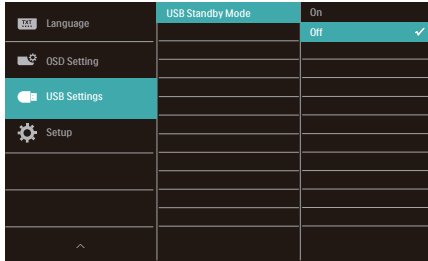 TXT
Language
OSD Setting
USB Settings
Setup
USB Standby Mode
On
Off